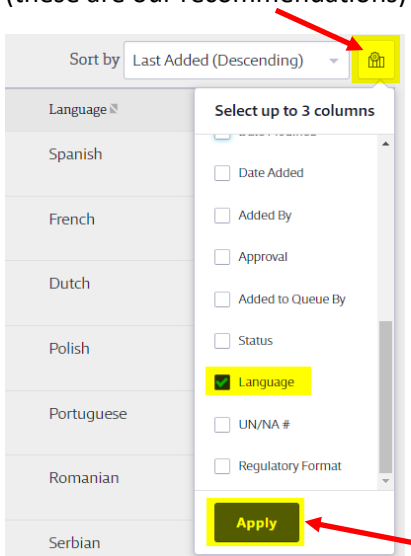 (these are our recommendations)
Sort by Last Added (Descending)
Language
Select up to 3 columns
Spanish
Date Added
French
Added By
Approval
Dutch
Added to Queue By
Polish
Status
Language
Portuguese
UN/NA #
Romanian
Regulatory Format
Apply
Serbian